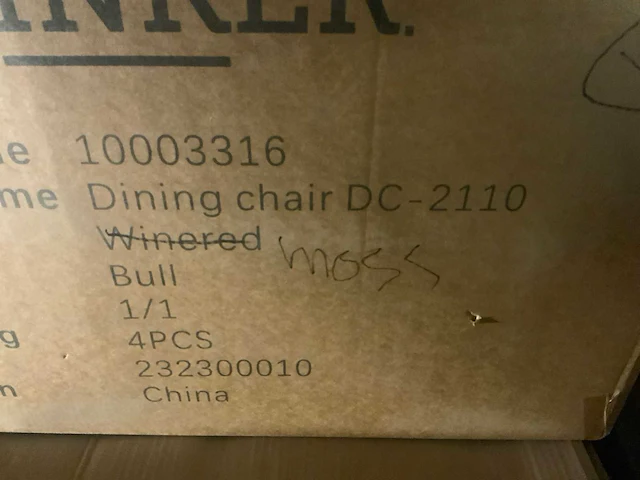 INKER.
e 10003316
me Dining chair DC-2110
Winered moss
Bull
1/1
g 4PCS
232300010
n China